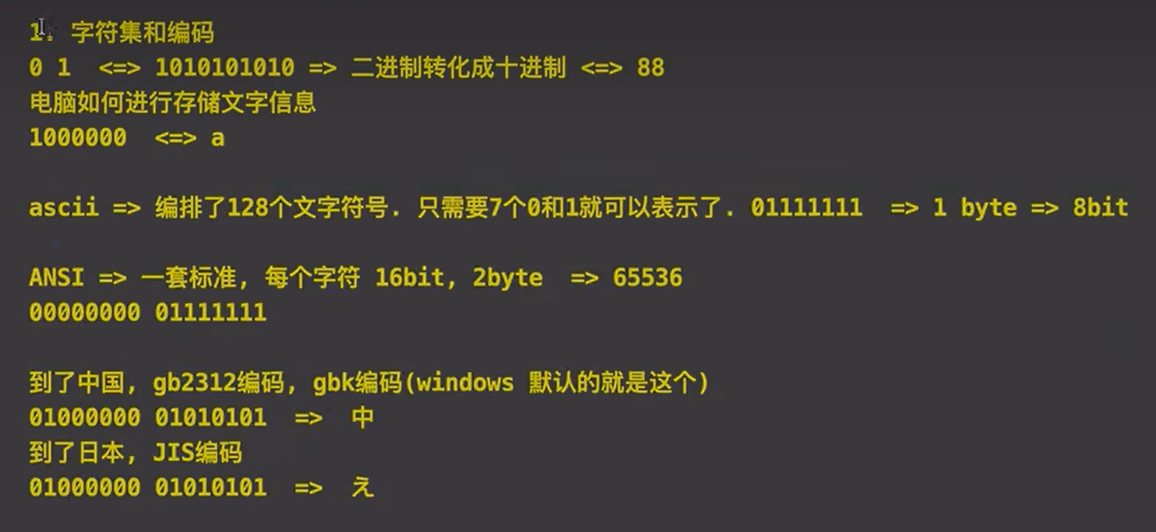 1. 字符集和编码
0 1 <=> 1010101010 => 二进制转化成十进制 <=> 88
电脑如何进行存储文字信息
1000000 <=> a
ascii => 编排了128个文字符号. 只需要7个0和1就可以表示了. 01111111 => 1 byte => 8bit
ANSI => 一套标准, 每个字符 16bit, 2byte => 65536
00000000 01111111
到了中国, gb2312编码, gbk编码(windows 默认的就是这个)
01000000 01010101 => 中
到了日本, JIS编码
01000000 01010101 => え